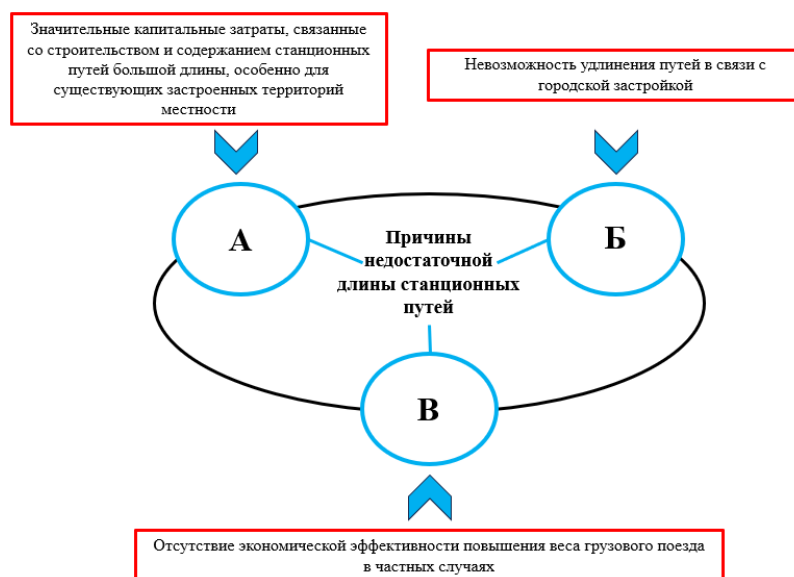 Значительные капитальные затраты, связанные
со строительством и содержанием станционных
путей большой длины, особенно для
существующих застроенных территорий
местности
Невозможность удлинения путей в связи с
городской застройкой
А
Б
Причины
недостаточной
длины станционных
путей
В
Отсутствие экономической эффективности повышения веса грузового поезда
в частных случаях